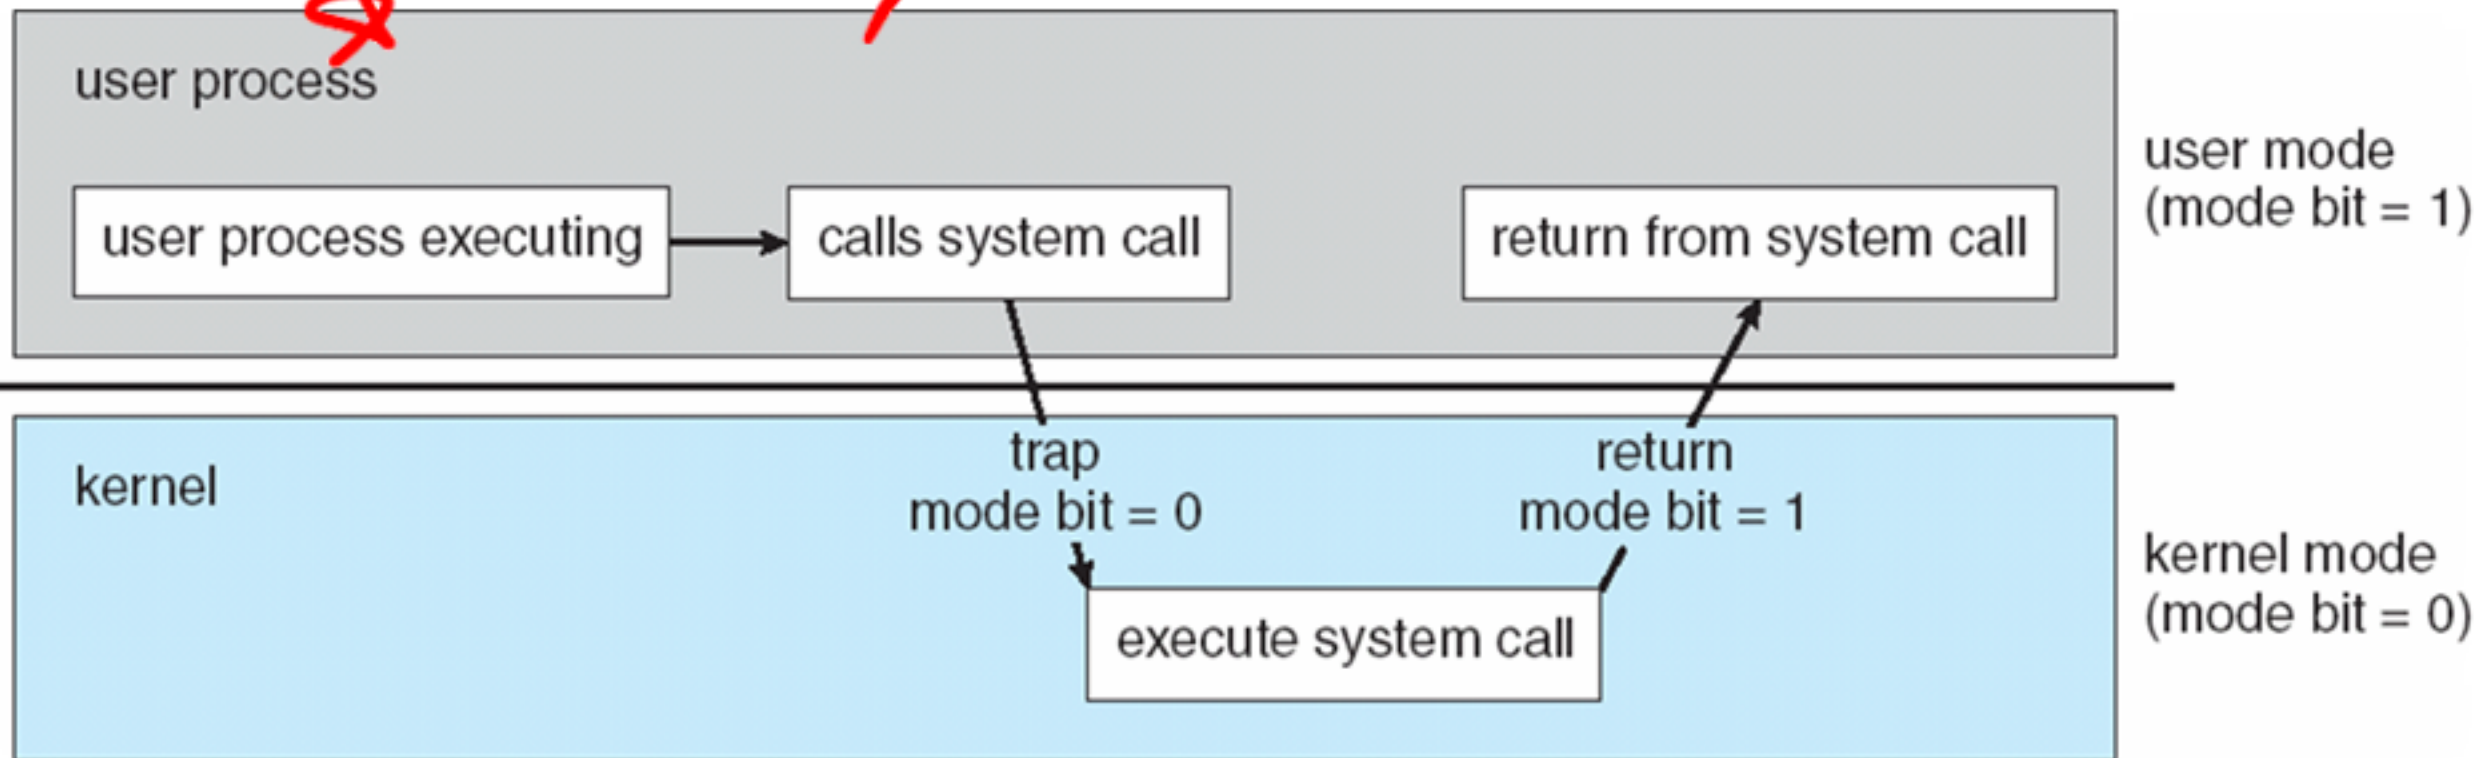 user process
user process executing
calls system call
return from system call
user mode
(mode bit = 1)
kernel
trap
mode bit = 0
return
mode bit = 1
execute system call
kernel mode
(mode bit = 0)